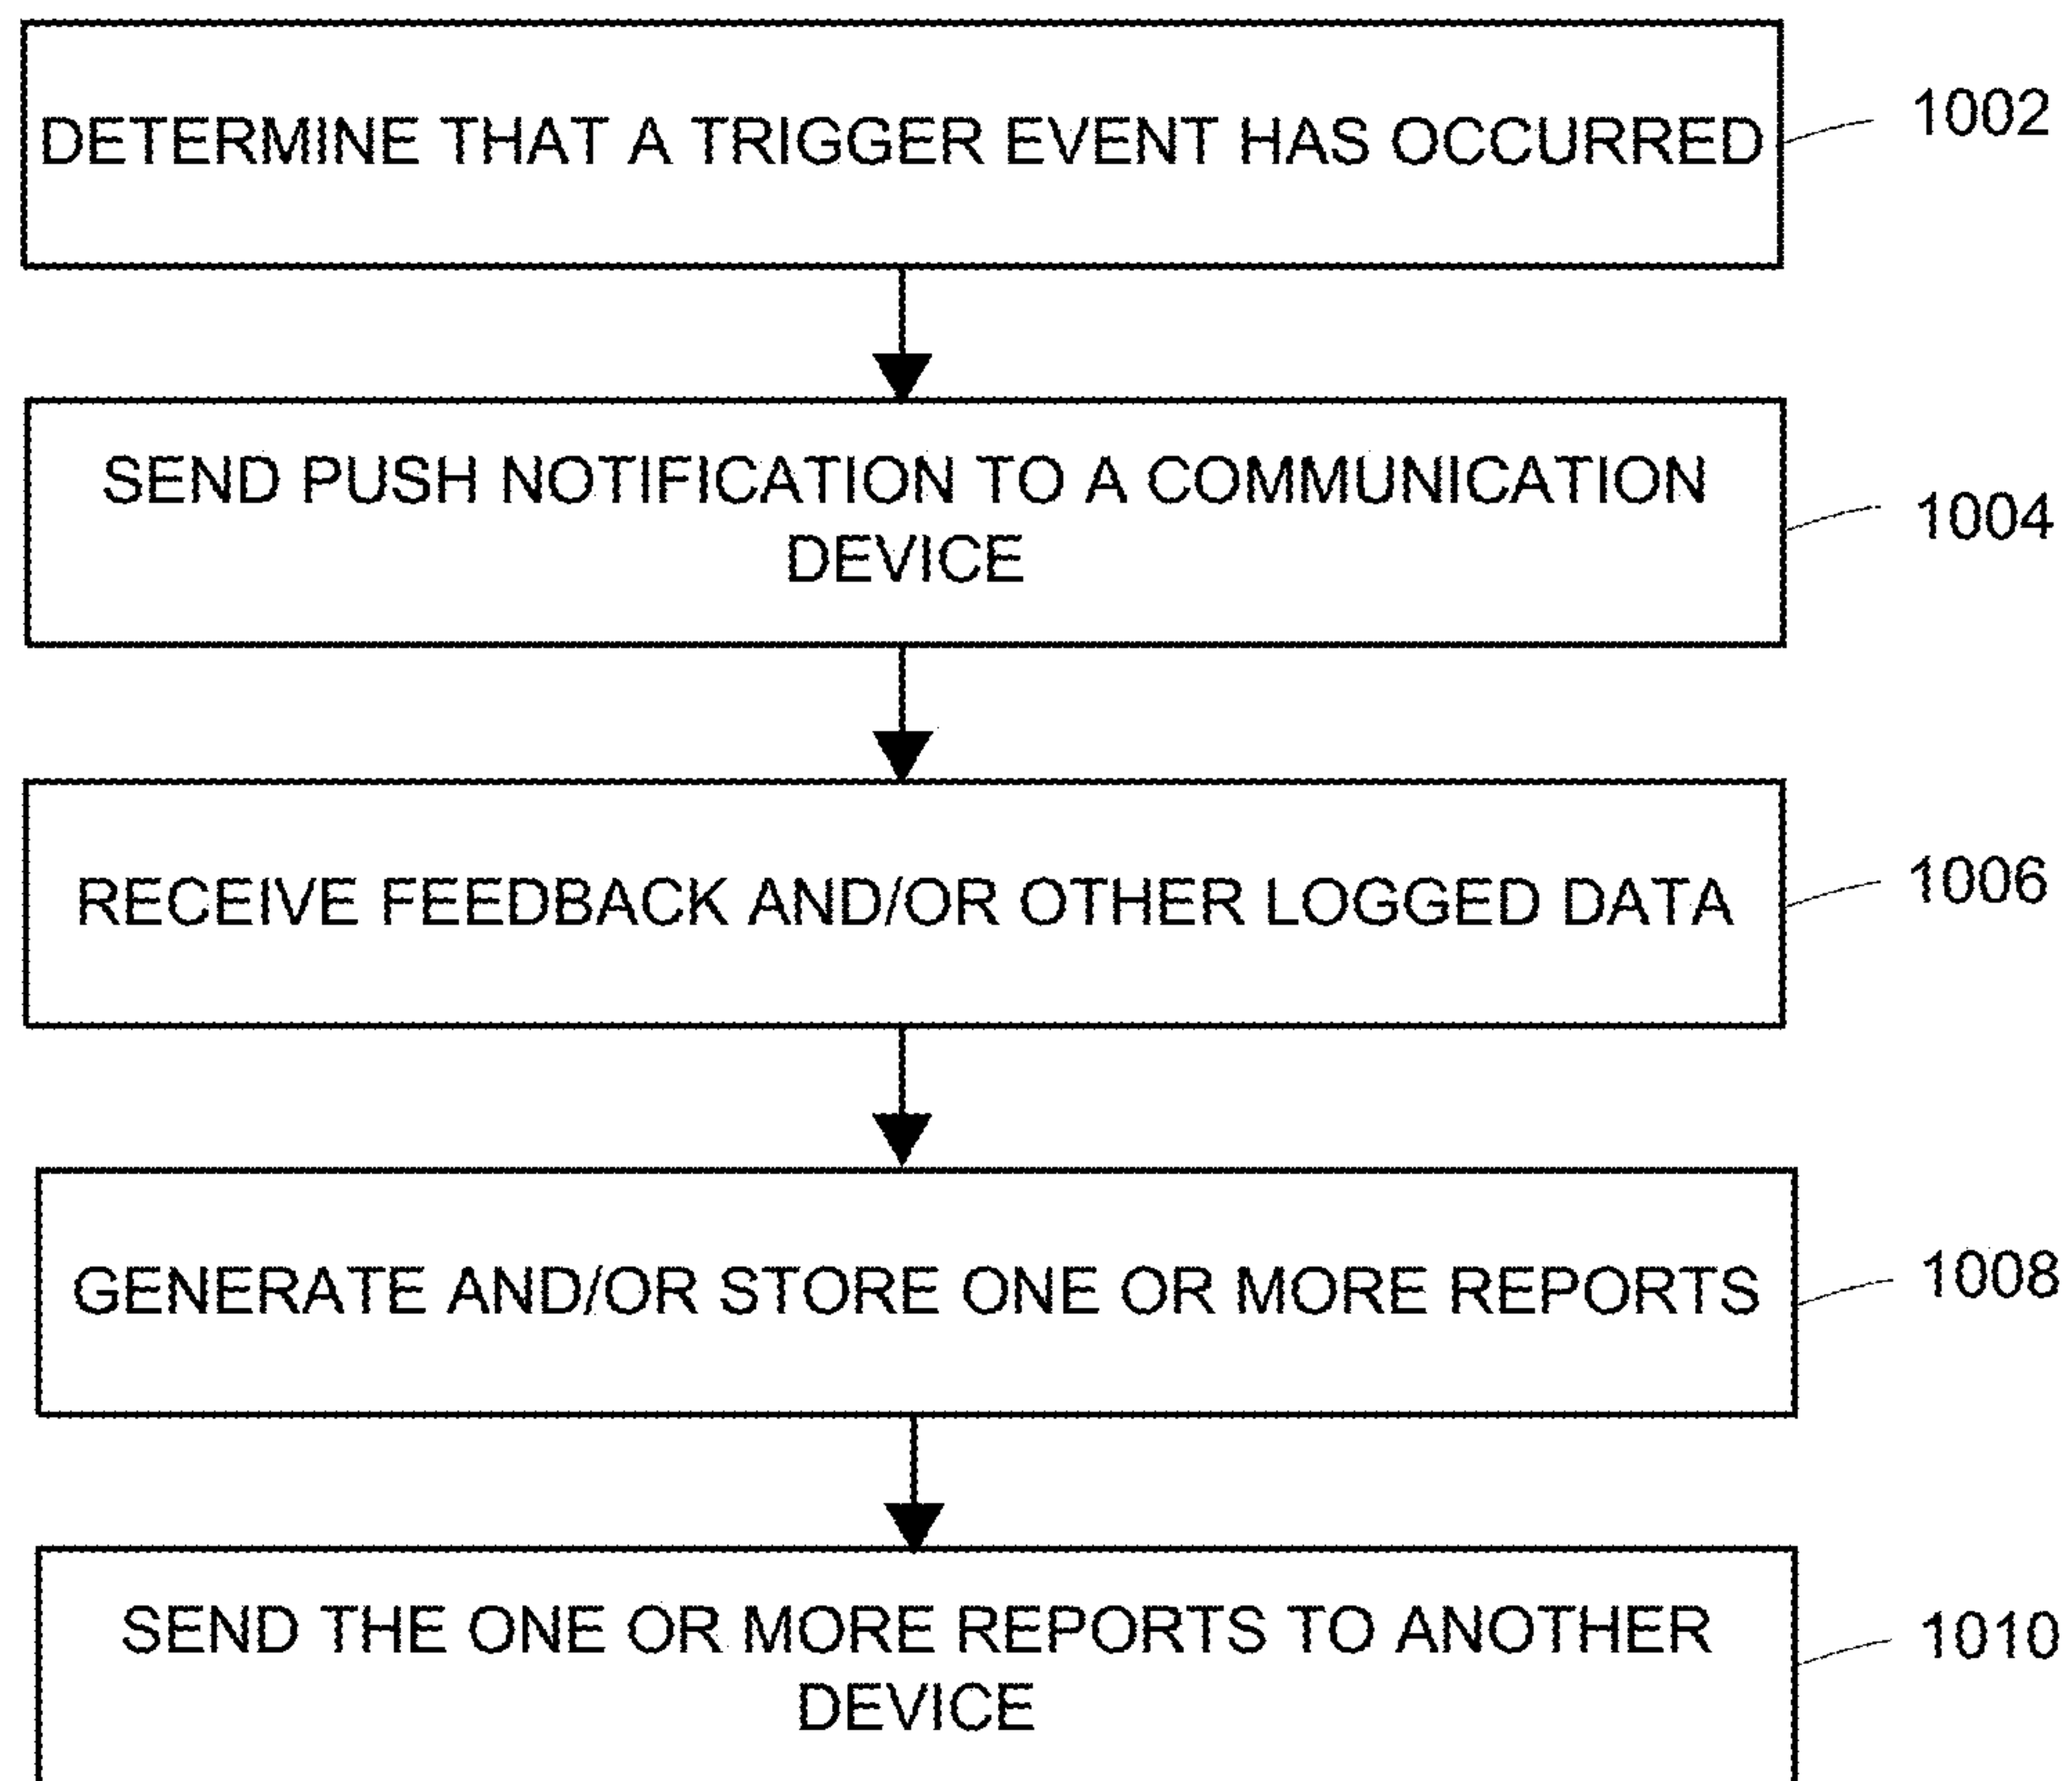 DETERMINE THAT A TRIGGER EVENT HAS OCCURRED
1002
SEND PUSH NOTIFICATION TO A COMMUNICATION
DEVICE
1004
RECEIVE FEEDBACK AND/OR OTHER LOGGED DATA
1006
GENERATE AND/OR STORE ONE OR MORE REPORTS
1008
SEND THE ONE OR MORE REPORTS TO ANOTHER
DEVICE
1010